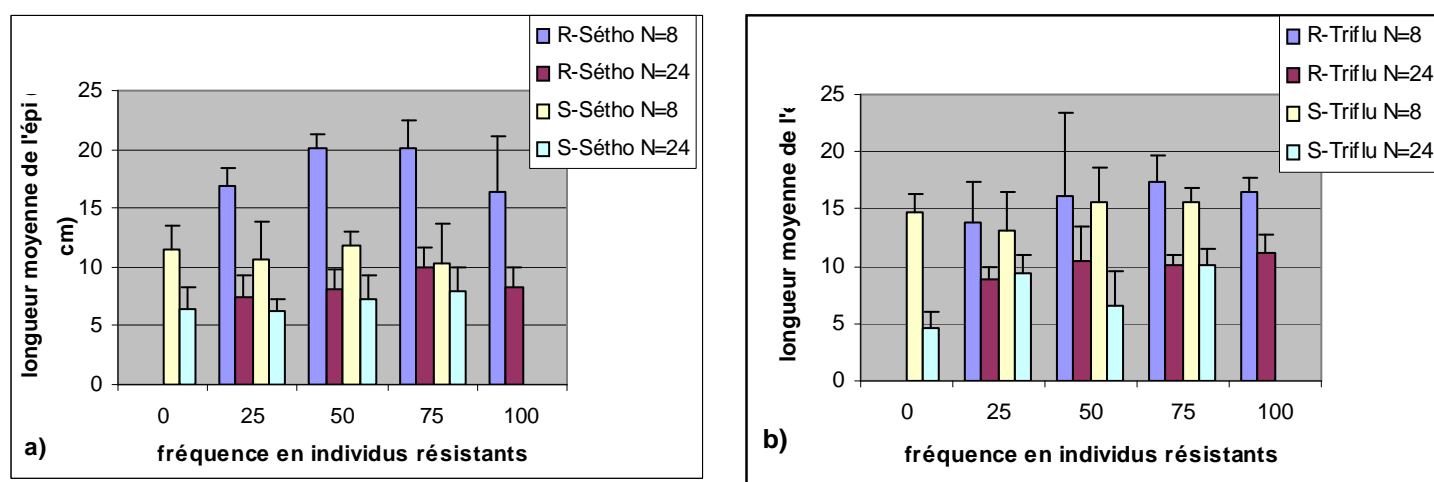 R-Sétho N=8
R-Sétho N=24
S-Sétho N=8
S-Sétho N=24
longueur moyenne de l'épi (
cm)
25
20
15
10
5
0
0 25 50 75 100
fréquence en individus résistants
a)
R-Triflu N=8
R-Triflu N=24
S-Triflu N=8
S-Triflu N=24
longueur moyenne de l'
25
20
15
10
5
0
0 25 50 75 100
fréquence en individus résistants
b)